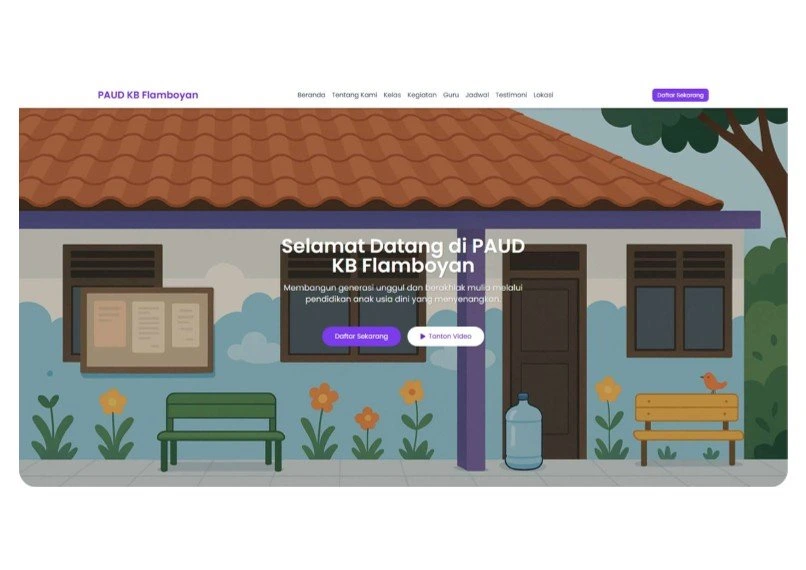 PAUD KB Flamboyan
Beranda Tentang Kami Kelas Kegiatan Guru Jadwal Testimoni Lokasi
Daftar Sekarang
Selamat Datang di PAUD
KB Flamboyan
Membangun generasi unggul dan berakhlak mulia melalui
pendidikan anak usia dini yang menyenangkan.
Daftar Sekarang
Tonton Video